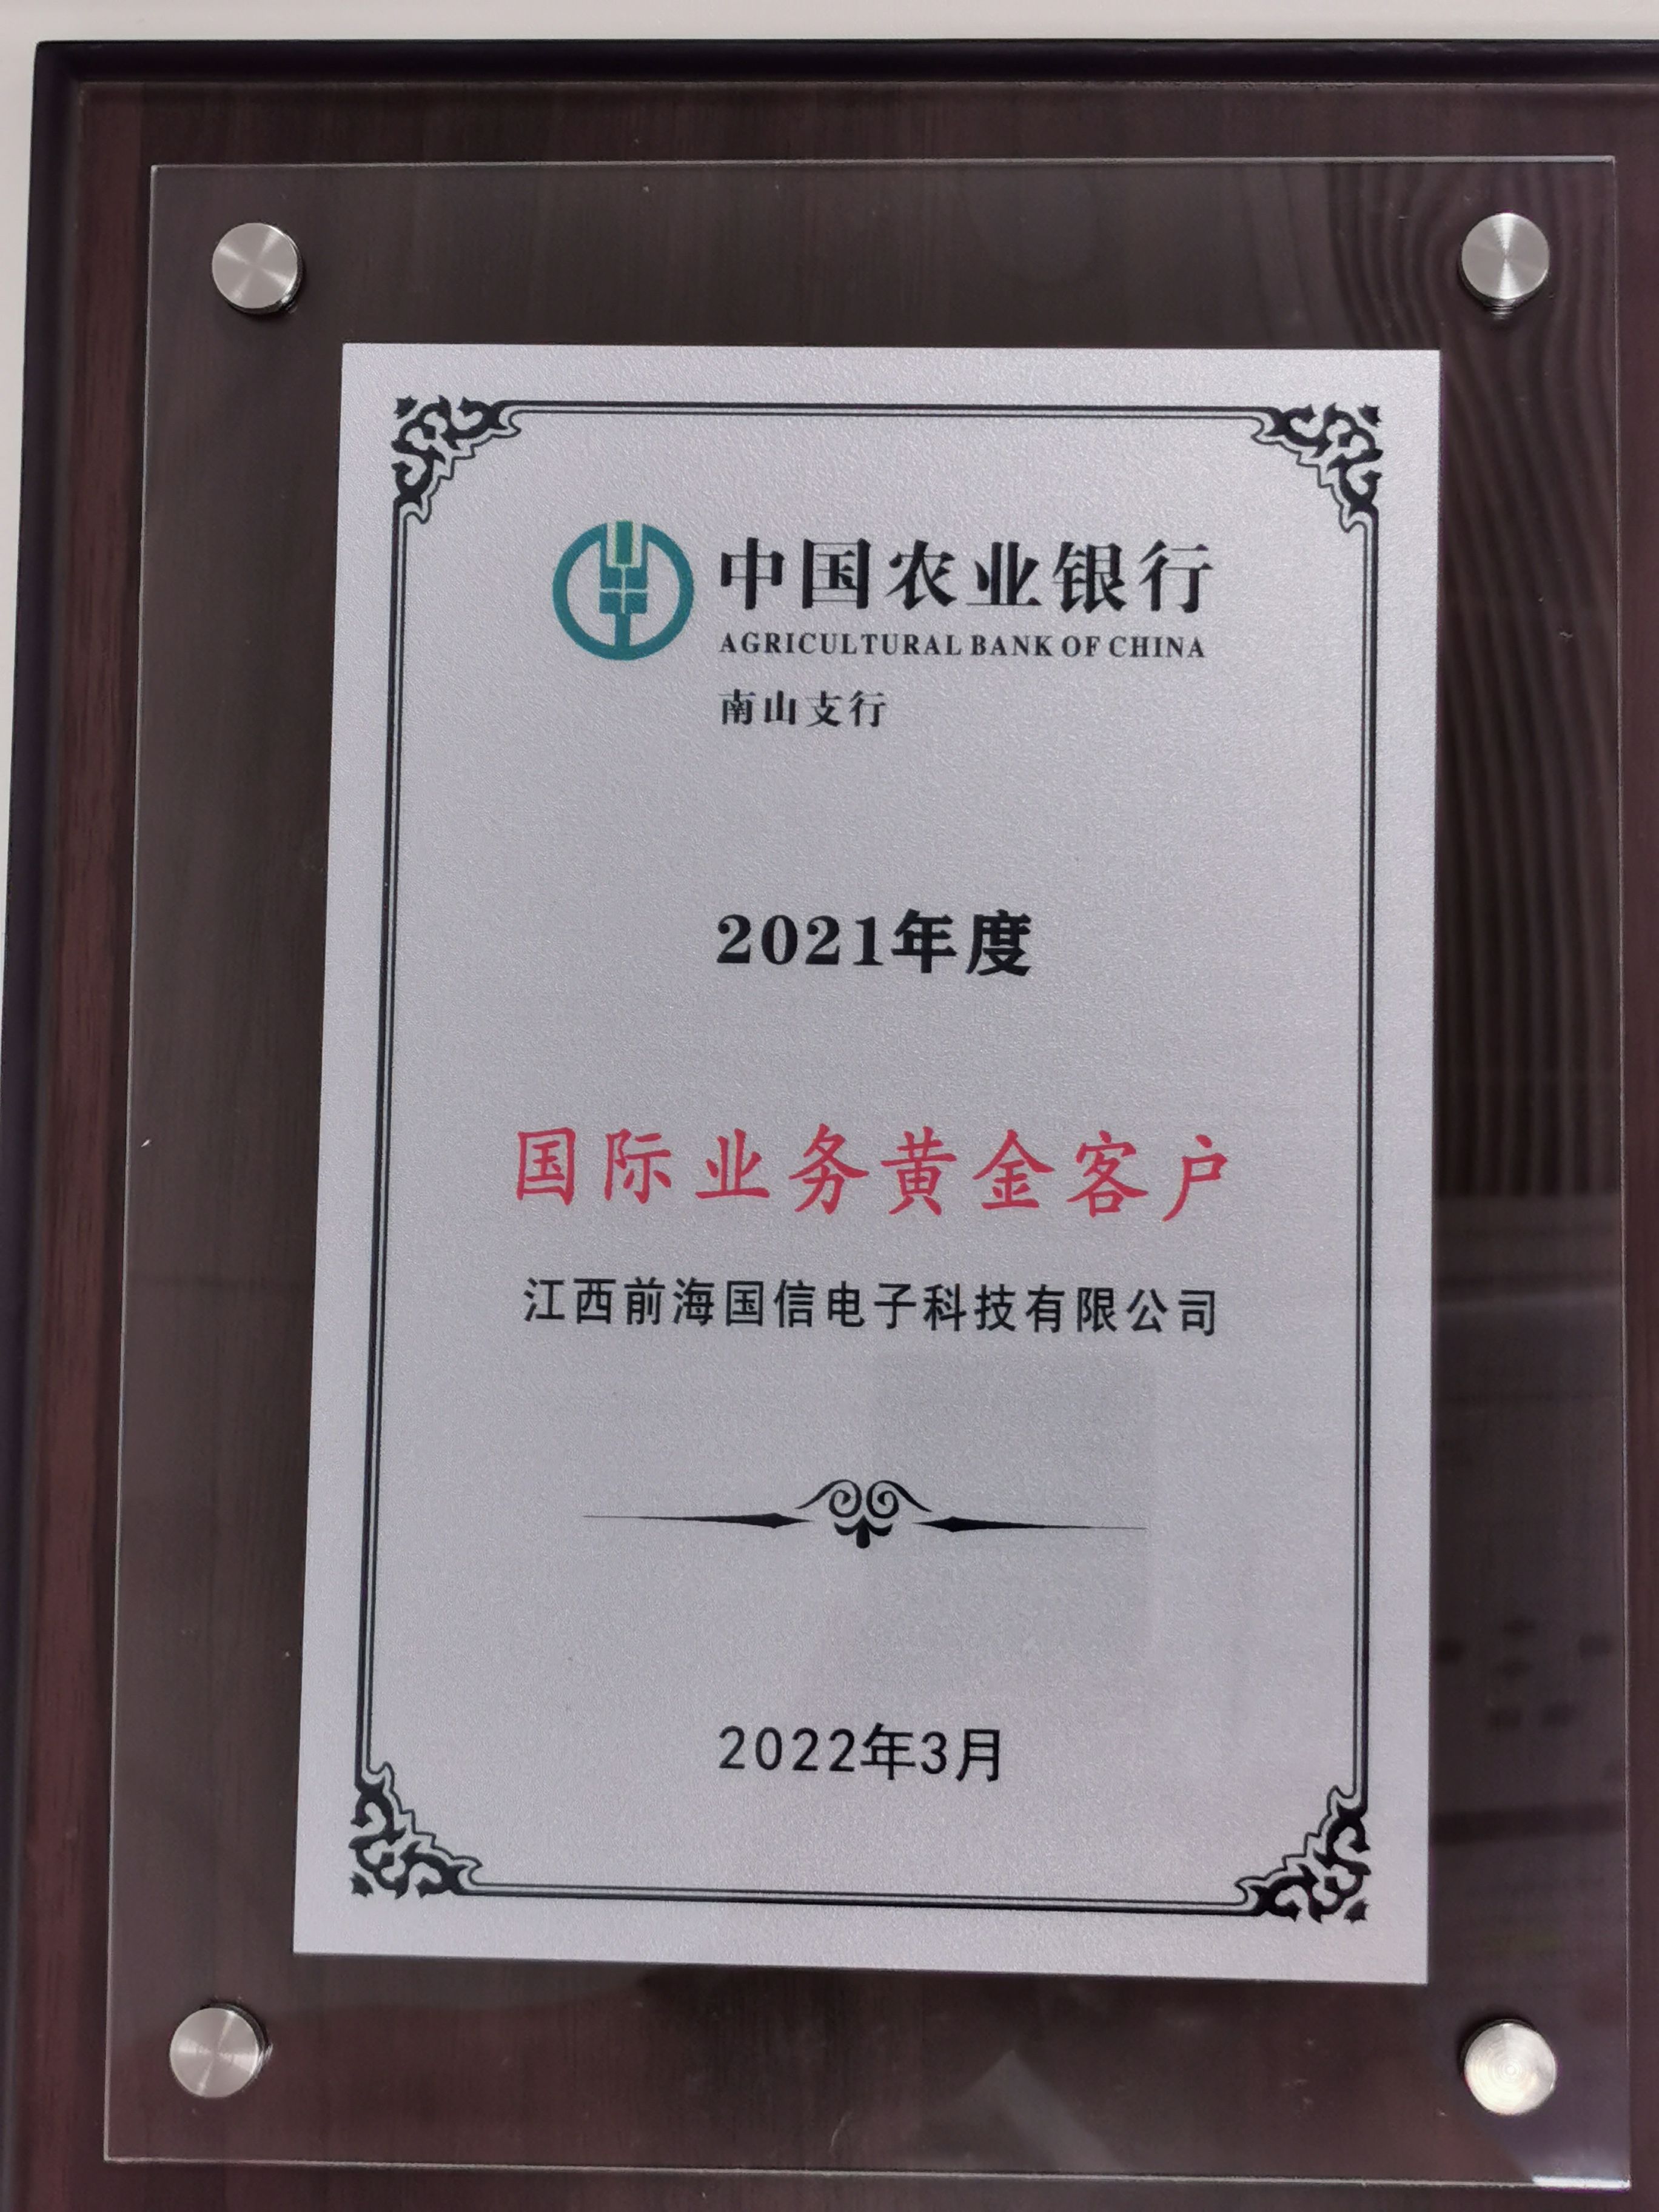 中国农业银行
AGRICULTURAL BANK OF CHINA
南山支行
2021年度
国际业务黄金客户
江西前海国信电子科技有限公司
2022年3月